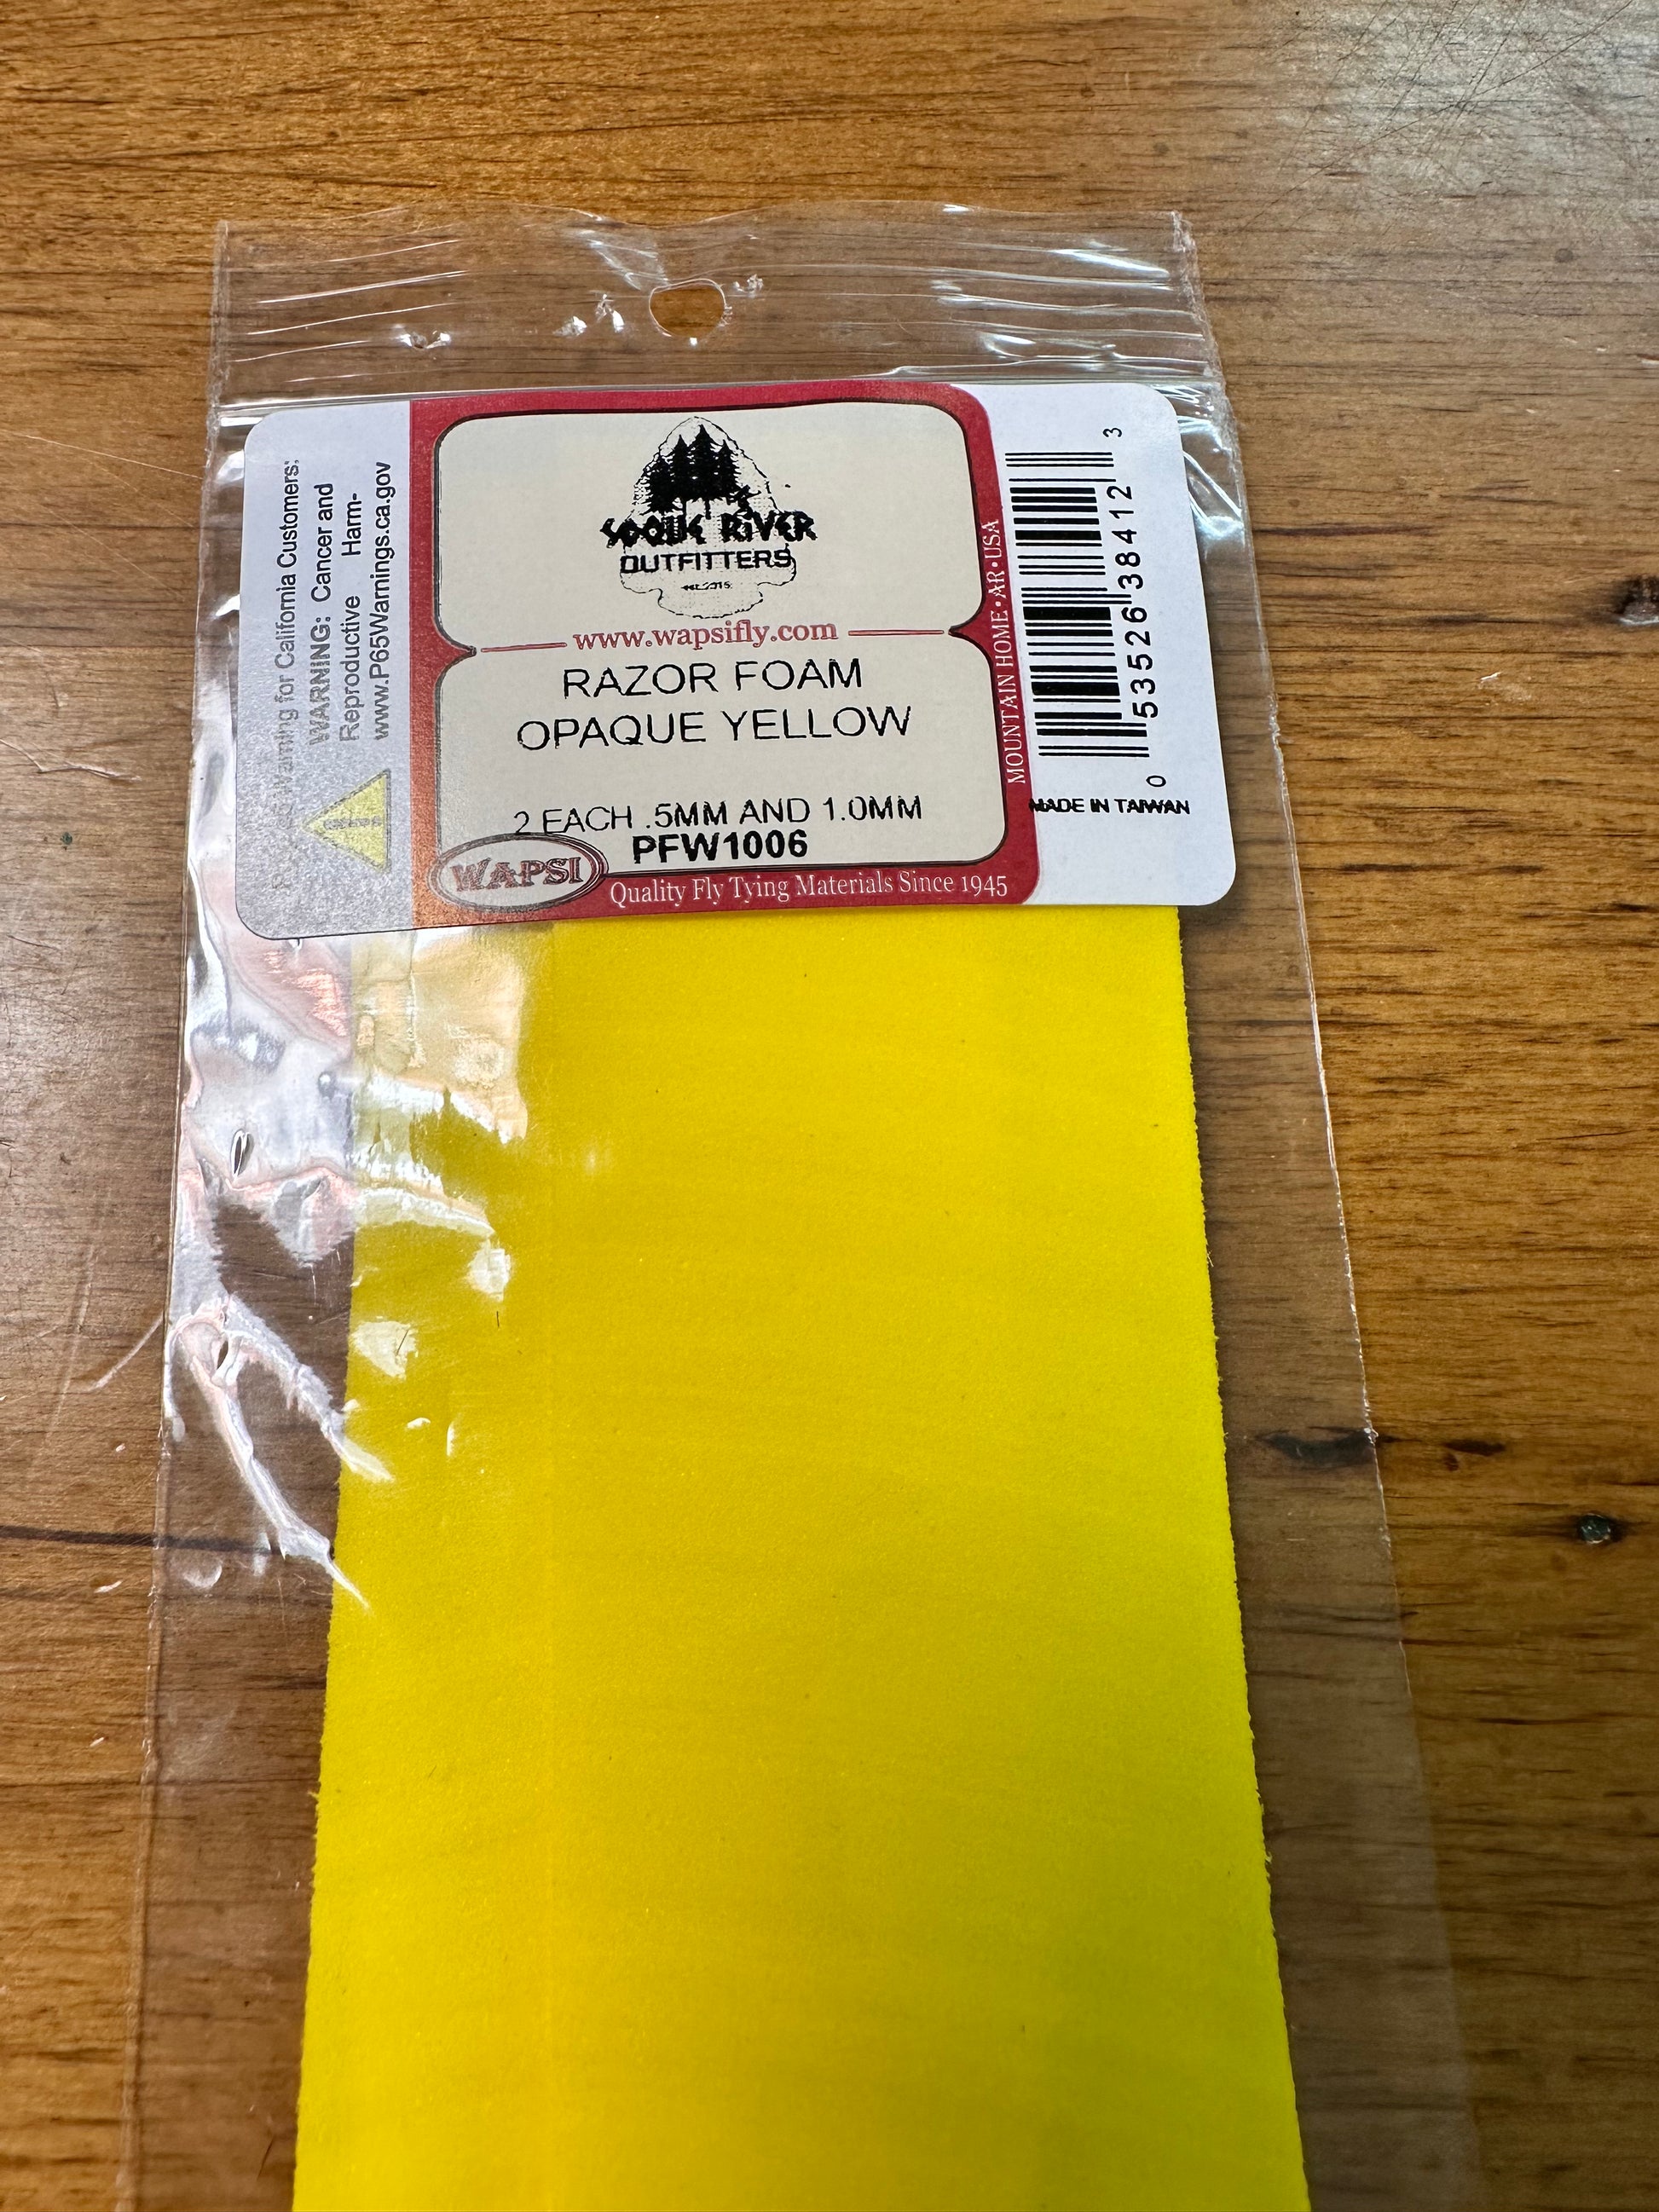 Warning for California Customers:
WARNING: Cancer and
Reproductive Harm-
www.P65Warnings.ca.gov
SOQUE RIVER
OUTFITTERS
www.wapsifly.com
RAZOR FOAM
OPAQUE YELLOW
2 EACH .5MM AND 1.0MM
PFW1006
WAPSI
Quality Fly Tying Materials Since 1945
MOUNTAIN HOME • AR • USA
0 53526 38412 3
MADE IN TAIWAN